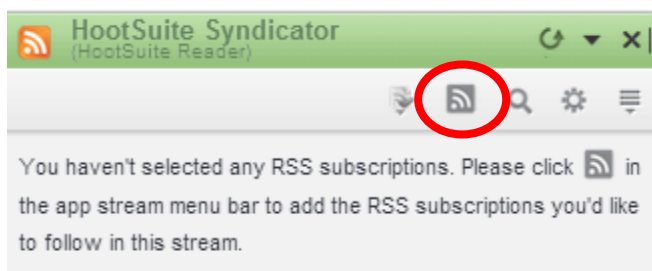 HootSuite Syndicator
(HootSuite Reader)
You haven't selected any RSS subscriptions. Please click in
the app stream menu bar to add the RSS subscriptions you'd like
to follow in this stream.